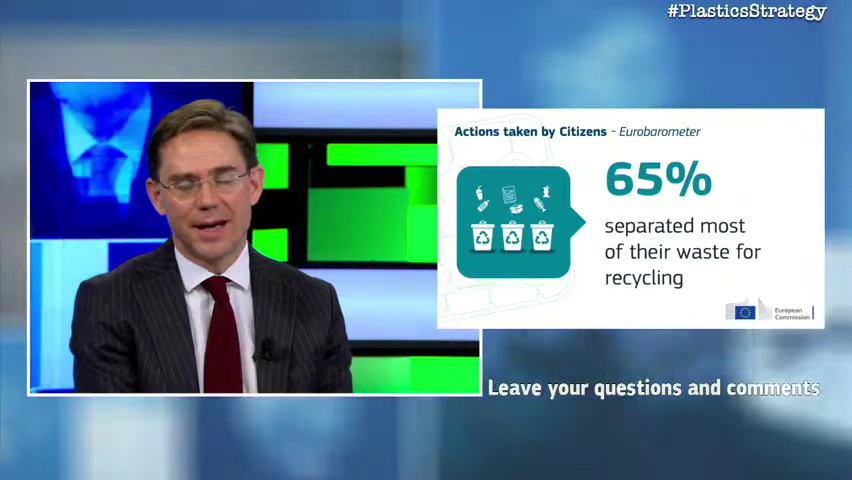 #PlasticsStrategy
Actions taken by Citizens - Eurobarometer
65%
separated most
of their waste for
recycling
European
Commission
Leave your questions and comments